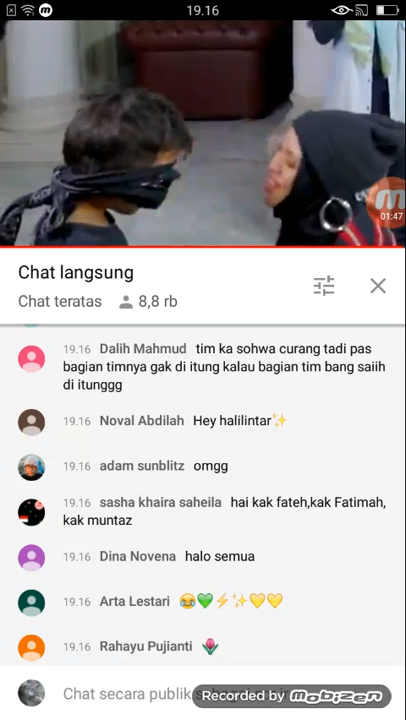 19.16
01:47
Chat langsung
Chat teratas 8,8 rb
19.16 Dalih Mahmud tim ka sohwa curang tadi pas
bagian timnya gak di itung kalau bagian tim bang saiih
di itunggg
19.16 Noval Abdilah Hey halilintar✨
19.16 adam sunblitz omgg
19.16 sasha khaira saheila hai kak fateh,kak Fatimah,
kak muntaz
19.16 Dina Novena halo semua
19.16 Arta Lestari 😂💚⚡✨💛💛
19.16 Rahayu Pujianti 🌷
Chat secara publik
Recorded by mobizen